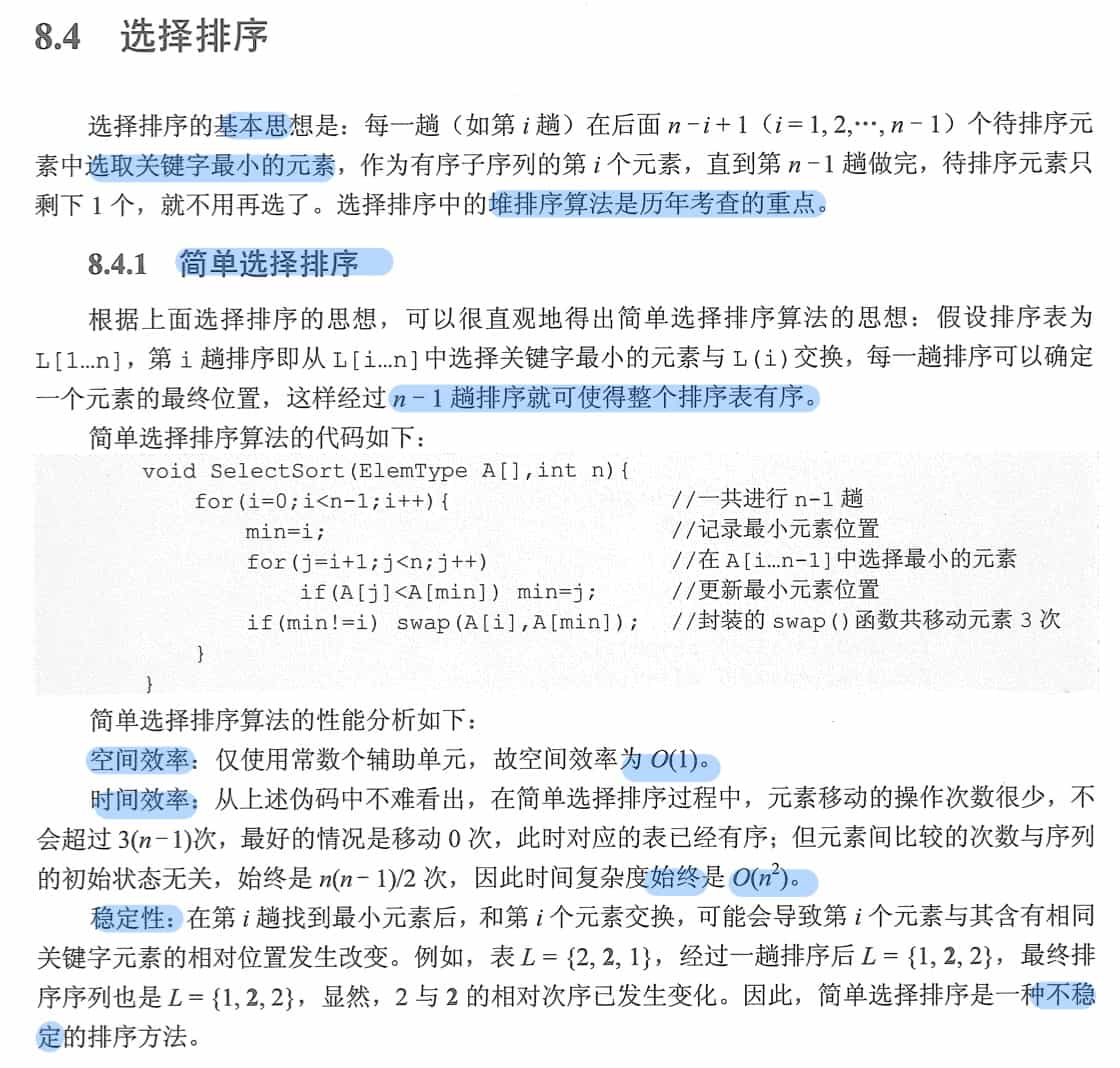 8.4 选择排序
选择排序的基本思想是：每一趟（如第 i 趟）在后面 n−i+1（i=1, 2,⋯, n−1）个待排序元
素中选取关键字最小的元素，作为有序子序列的第 i 个元素，直到第 n−1 趟做完，待排序元素只
剩下 1 个，就不用再选了。选择排序中的堆排序算法是历年考查的重点。
8.4.1 简单选择排序
根据上面选择排序的思想，可以很直观地得出简单选择排序算法的思想：假设排序表为
L[1…n]，第 i 趟排序即从 L[i…n]中选择关键字最小的元素与 L(i)交换，每一趟排序可以确定
一个元素的最终位置，这样经过 n−1 趟排序就可使得整个排序表有序。
简单选择排序算法的代码如下：
void SelectSort(ElemType A[],int n){
for(i=0;i<n-1;i++){ //一共进行 n-1 趟
min=i; //记录最小元素位置
for(j=i+1;j<n;j++) //在 A[i…n-1]中选择最小的元素
if(A[j]<A[min]) min=j; //更新最小元素位置
if(min!=i) swap(A[i],A[min]); //封装的 swap()函数共移动元素 3 次
}
}
简单选择排序算法的性能分析如下：
空间效率：仅使用常数个辅助单元，故空间效率为 O(1)。
时间效率：从上述伪码中不难看出，在简单选择排序过程中，元素移动的操作次数很少，不
会超过 3(n−1)次，最好的情况是移动 0 次，此时对应的表已经有序；但元素间比较的次数与序列
的初始状态无关，始终是 n(n−1)/2 次，因此时间复杂度始终是 O(n²)。
稳定性：在第 i 趟找到最小元素后，和第 i 个元素交换，可能会导致第 i 个元素与其含有相同
关键字元素的相对位置发生改变。例如，表 L = {2, 2, 1}，经过一趟排序后 L = {1, 2, 2}，最终排
序序列也是 L = {1, 2, 2}，显然，2 与 2 的相对次序已发生变化。因此，简单选择排序是一种不稳
定的排序方法。